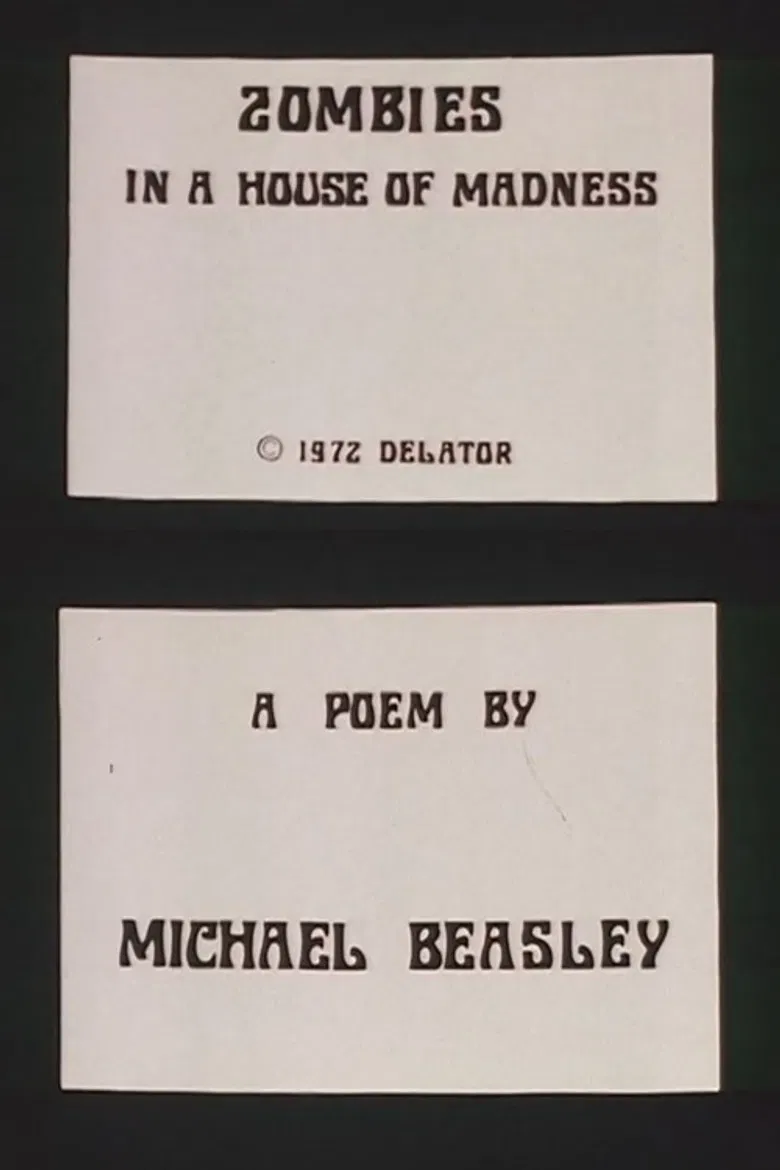 ZOMBIES
IN A HOUSE OF MADNESS
© 1972 DELATOR
A POEM BY
MICHAEL BEASLEY